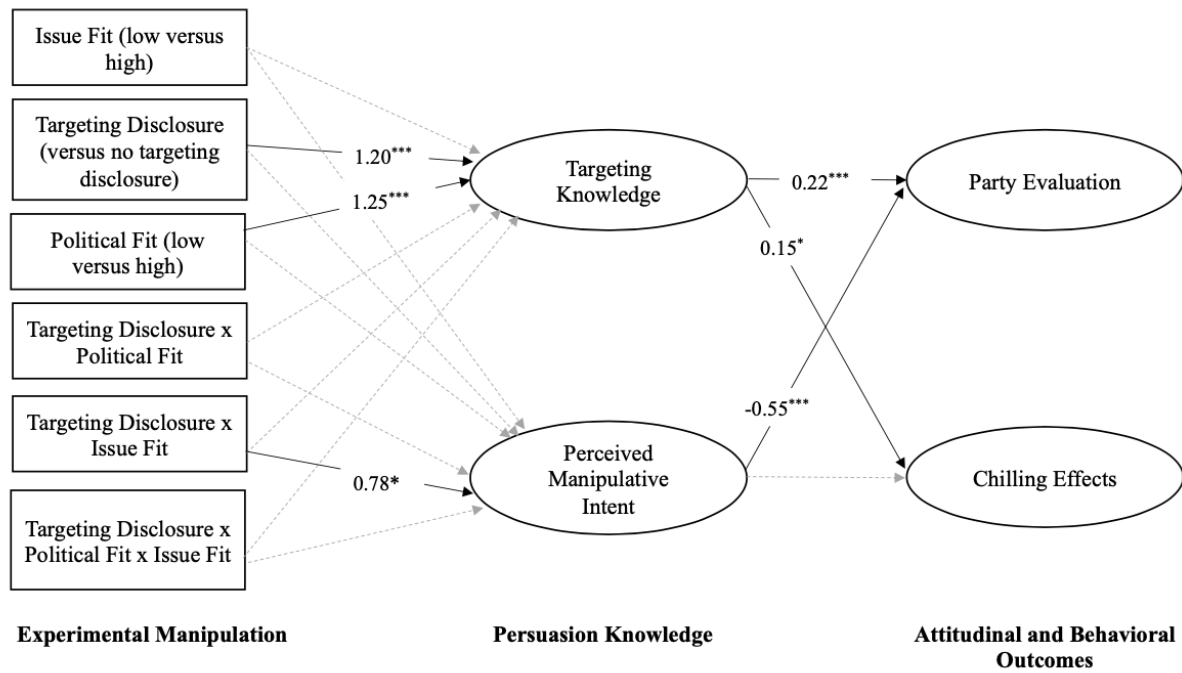 Issue Fit (low versus
high)
Targeting Disclosure
(versus no targeting
disclosure)
Political Fit (low
versus high)
Targeting Disclosure x
Political Fit
Targeting Disclosure x
Issue Fit
Targeting Disclosure x
Political Fit x Issue Fit
1.20***
1.25***
0.78*
Targeting
Knowledge
Perceived
Manipulative
Intent
0.22***
0.15*
-0.55***
Party Evaluation
Chilling Effects
Experimental Manipulation
Persuasion Knowledge
Attitudinal and Behavioral
Outcomes